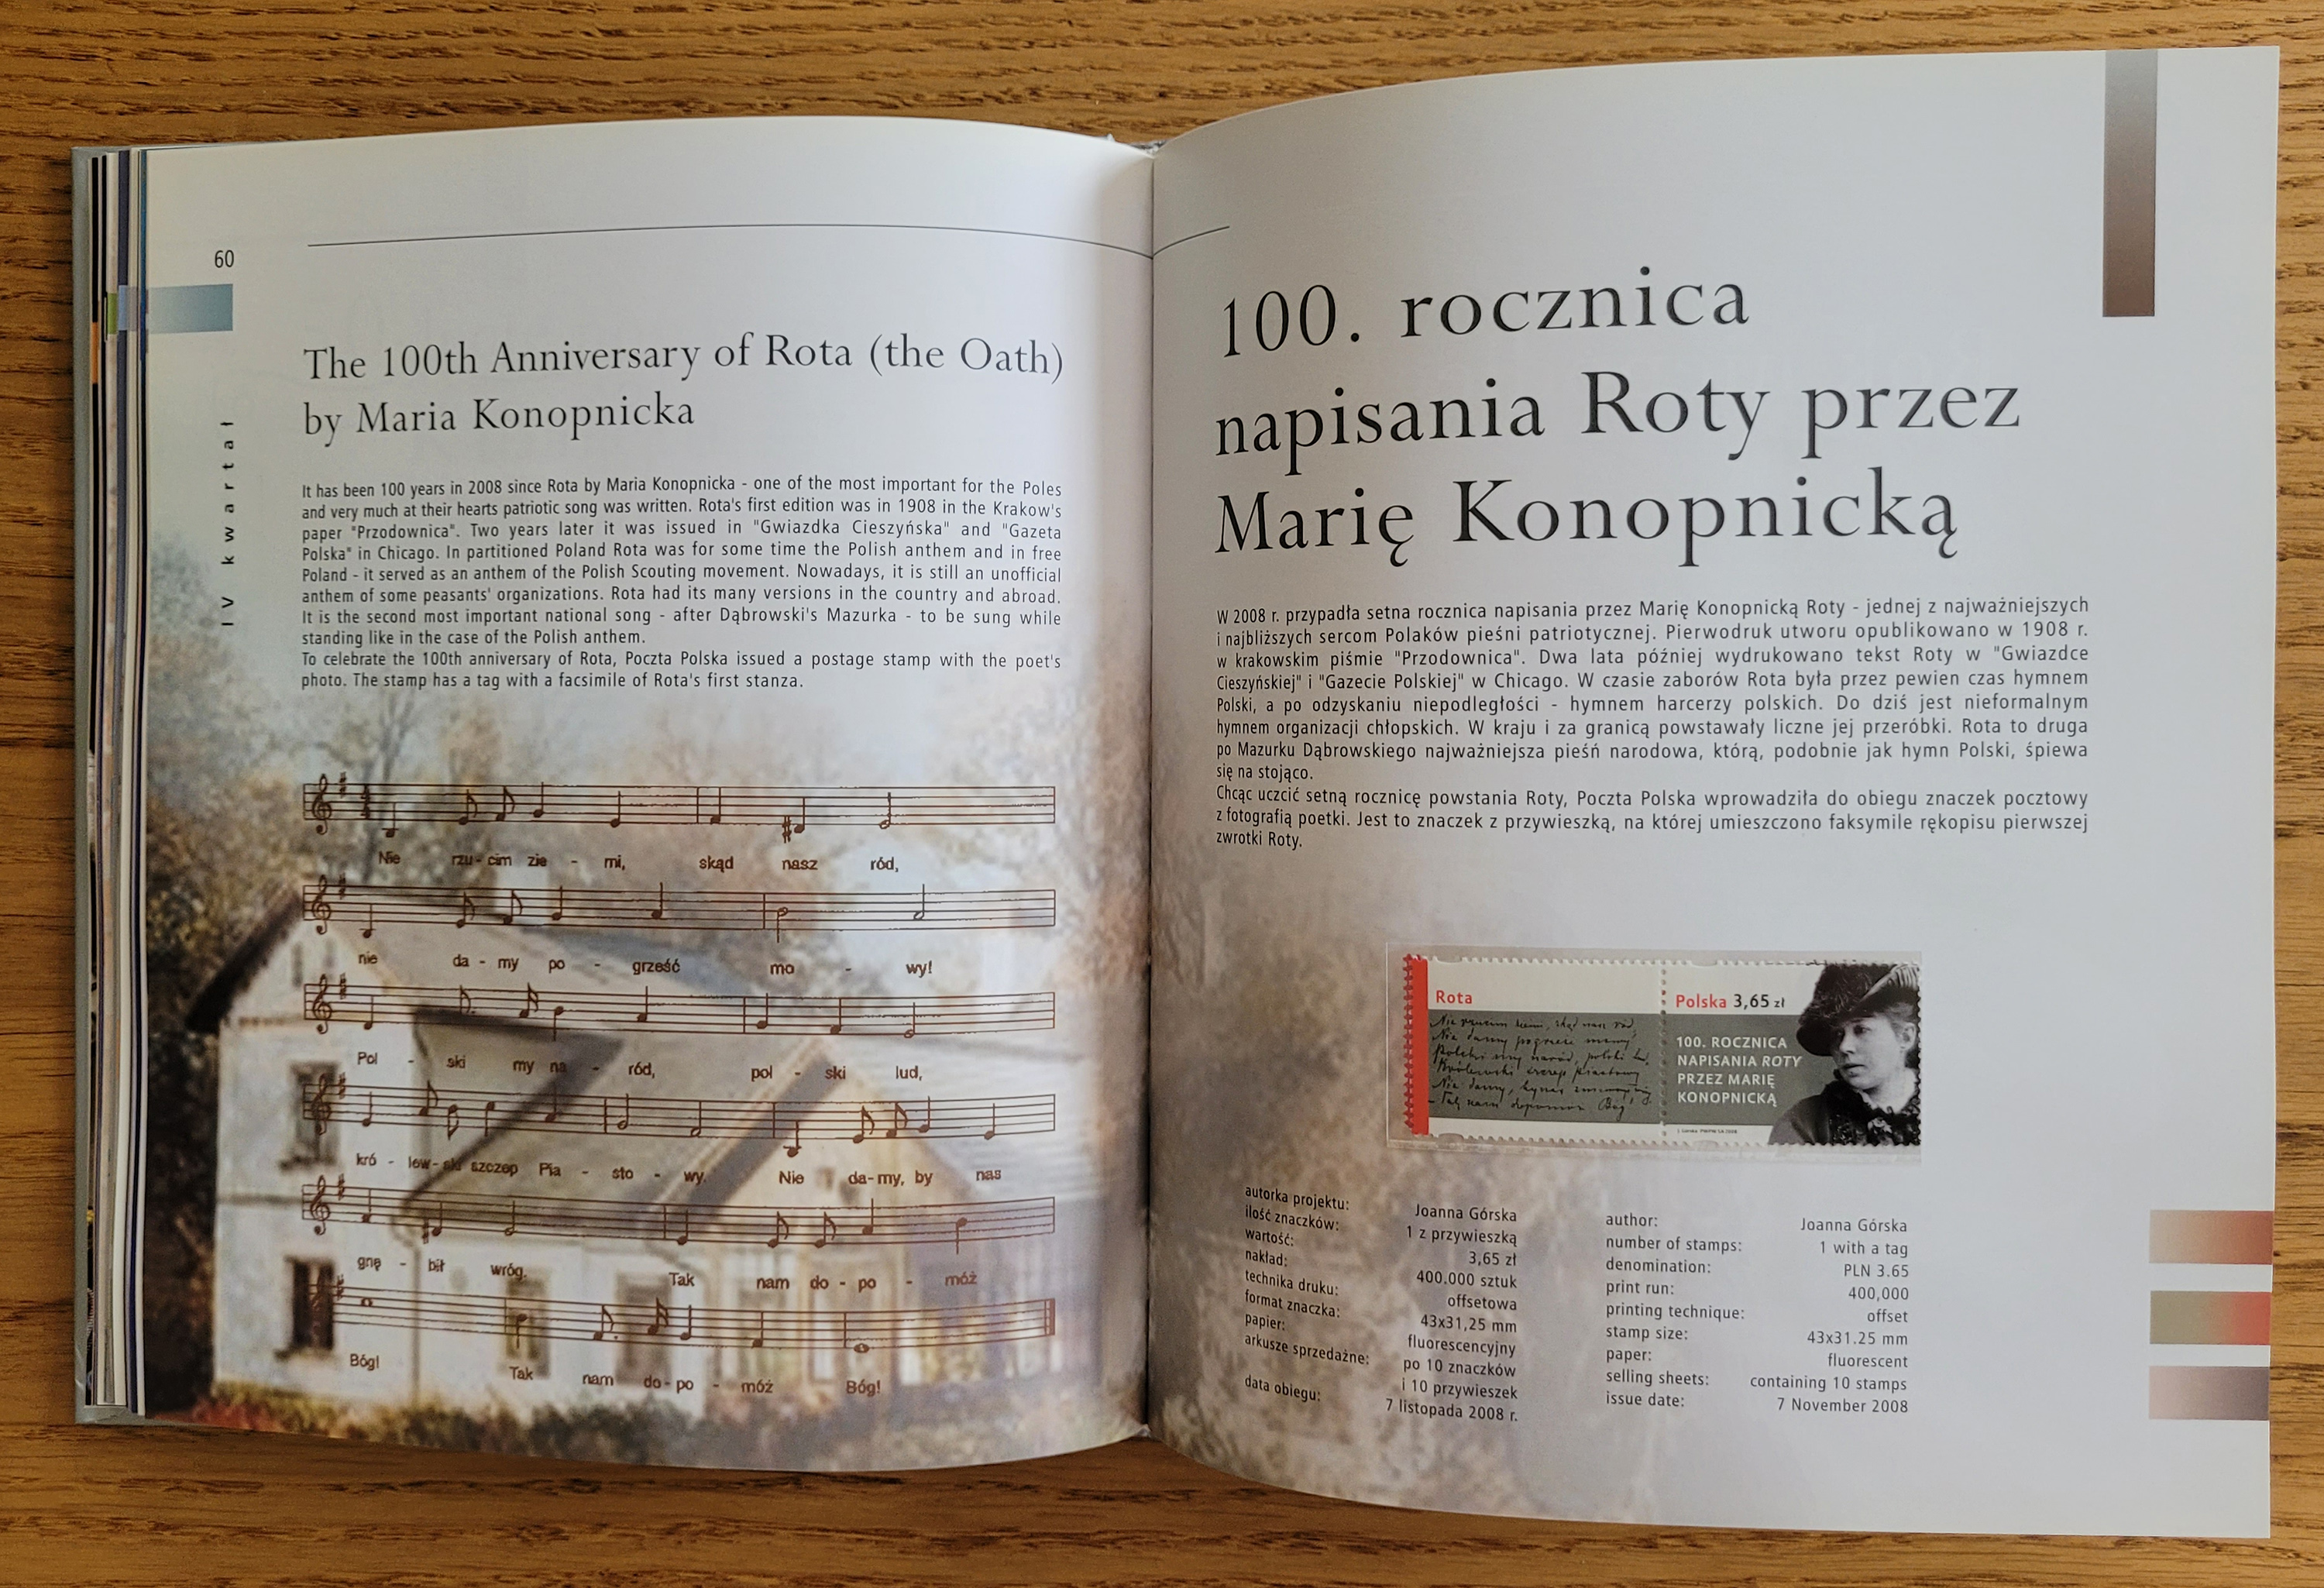 60
IV kwartał
The 100th Anniversary of Rota (the Oath)
by Maria Konopnicka
It has been 100 years in 2008 since Rota by Maria Konopnicka - one of the most important for the Poles
and very much at their hearts patriotic song was written. Rota's first edition was in 1908 in the Krakow's
paper "Przodownica". Two years later it was issued in "Gwiazdka Cieszyńska" and "Gazeta
Polska" in Chicago. In partitioned Poland Rota was for some time the Polish anthem and in free
Poland - it served as an anthem of the Polish Scouting movement. Nowadays, it is still an unofficial
anthem of some peasants' organizations. Rota had its many versions in the country and abroad.
It is the second most important national song - after Dąbrowski's Mazurka - to be sung while
standing like in the case of the Polish anthem.
To celebrate the 100th anniversary of Rota, Poczta Polska issued a postage stamp with the poet's
photo. The stamp has a tag with a facsimile of Rota's first stanza.
Nie rzu - cim zie - mi, skąd nasz ród,
nie da - my po - grześć mo - wy!
Pol - ski my na - ród, pol - ski lud,
kró - lew - ski szczep Pia - sto - wy. Nie da - my, by nas
gnę - bił wróg. Tak nam do - po - móż
Bóg! Tak nam do - po - móż Bóg!
100. rocznica
napisania Roty przez
Marię Konopnicką
W 2008 r. przypadła setna rocznica napisania przez Marię Konopnicką Roty - jednej z najważniejszych
i najbliższych sercom Polaków pieśni patriotycznej. Pierwodruk utworu opublikowano w 1908 r.
w krakowskim piśmie "Przodownica". Dwa lata później wydrukowano tekst Roty w "Gwiazdce
Cieszyńskiej" i "Gazecie Polskiej" w Chicago. W czasie zaborów Rota była przez pewien czas hymnem
Polski, a po odzyskaniu niepodległości - hymnem harcerzy polskich. Do dziś jest nieformalnym
hymnem organizacji chłopskich. W kraju i za granicą powstawały liczne jej przeróbki. Rota to druga
po Mazurku Dąbrowskiego najważniejsza pieśń narodowa, którą, podobnie jak hymn Polski, śpiewa
się na stojąco.
Chcąc uczcić setną rocznicę powstania Roty, Poczta Polska wprowadziła do obiegu znaczek pocztowy
z fotografią poetki. Jest to znaczek z przywieszką, na której umieszczono faksymile rękopisu pierwszej
zwrotki Roty.
Rota
Polska 3,65 zł
100. ROCZNICA
NAPISANIA ROTY
PRZEZ MARIĘ
KONOPNICKĄ
autorka projektu: Joanna Górska
ilość znaczków: 1 z przywieszką
wartość: 3,65 zł
nakład: 400.000 sztuk
technika druku: offsetowa
format znaczka: 43x31,25 mm
papier: fluorescencyjny
arkusze sprzedażne: po 10 znaczków
i 10 przywieszek
data obiegu: 7 listopada 2008 r.
author: Joanna Górska
number of stamps: 1 with a tag
denomination: PLN 3.65
print run: 400,000
printing technique: offset
stamp size: 43x31.25 mm
paper: fluorescent
selling sheets: containing 10 stamps
issue date: 7 November 2008